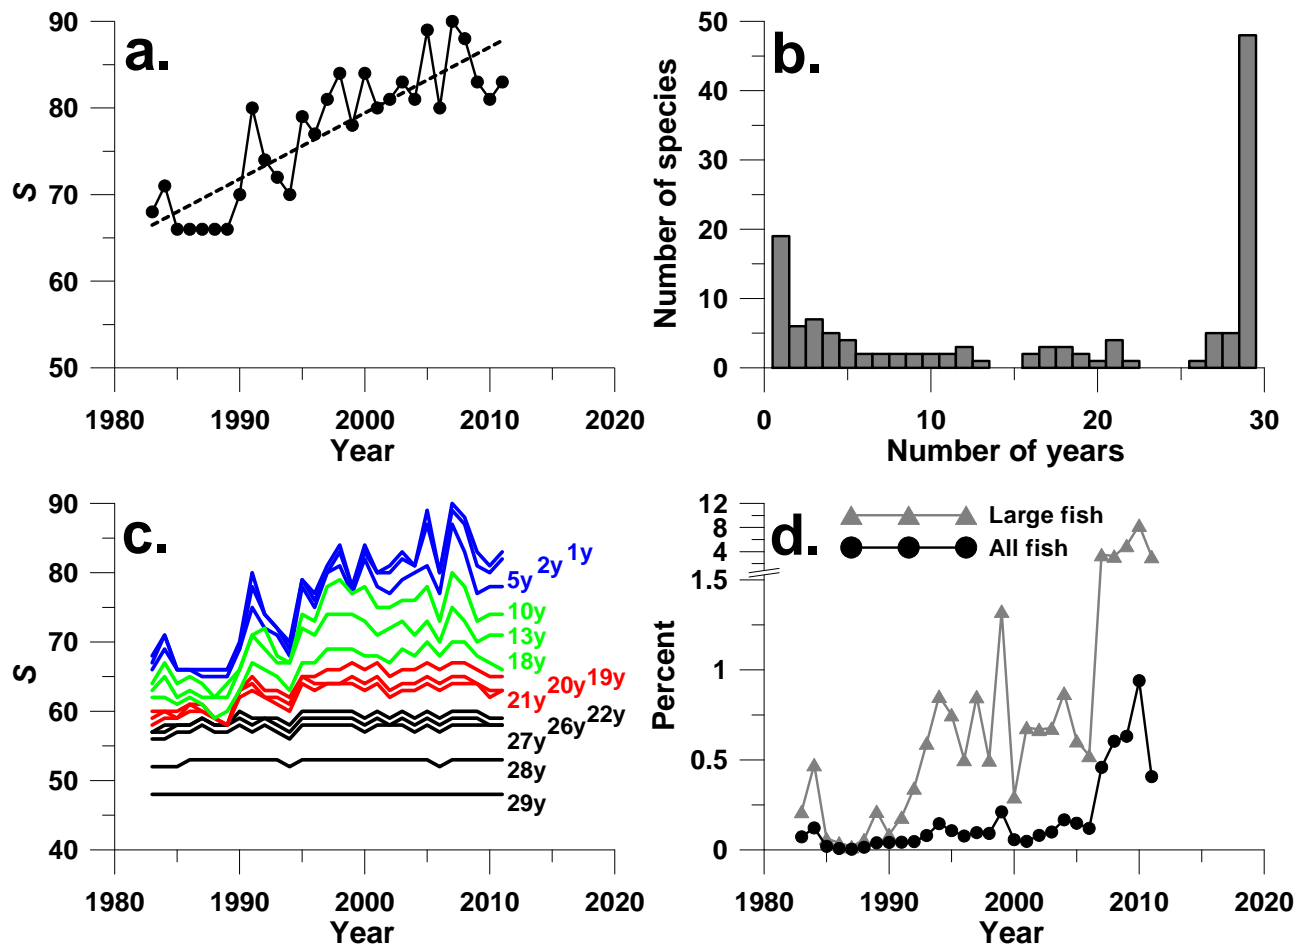 a.
90
80
70
60
50
S
1980 1990 2000 2010 2020
Year
b.
50
40
30
20
10
0
Number of species
0 10 20 30
Number of years
c.
90
80
70
60
50
40
S
5y 2y 1y
10y
13y
18y
21y 20y 19y
27y 26y 22y
28y
29y
1980 1990 2000 2010 2020
Year
d.
Large fish
All fish
12
8
4
1.5
1
0.5
0
Percent
1980 1990 2000 2010 2020
Year